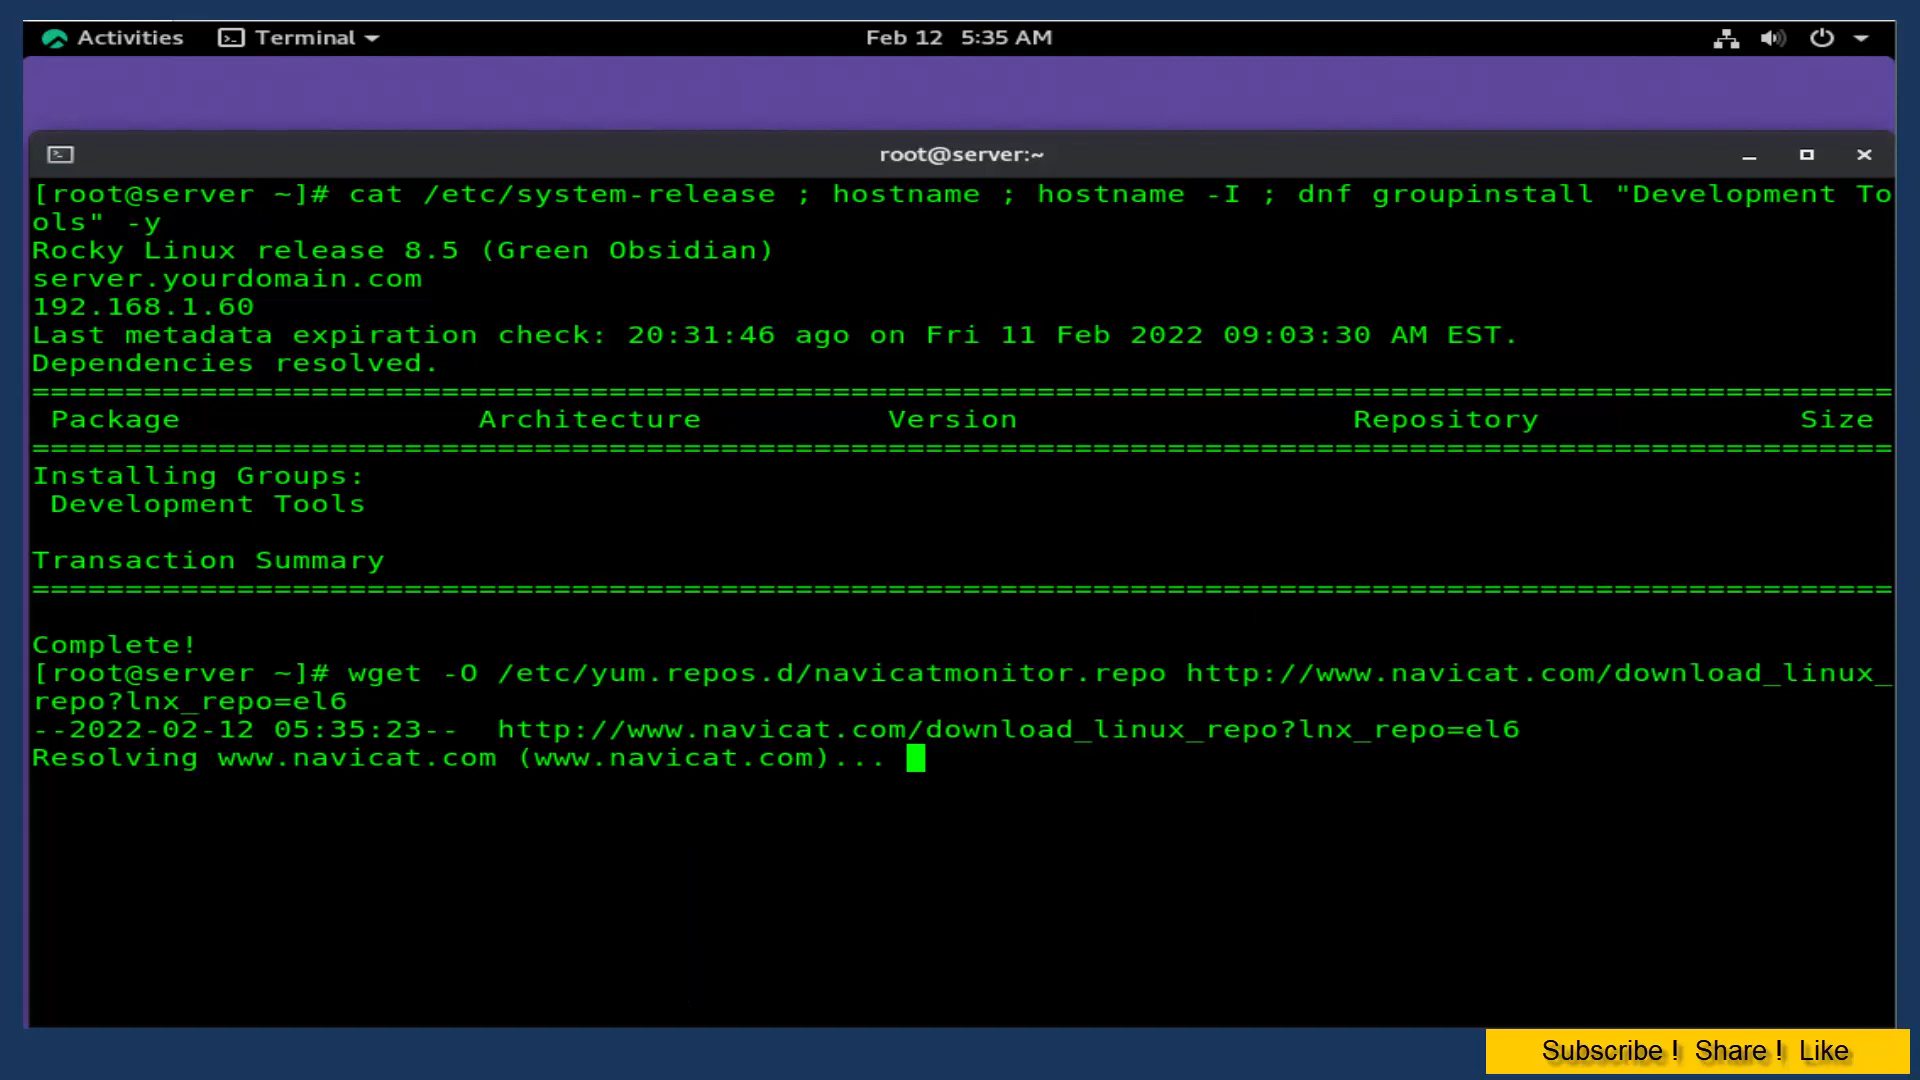 Activities Terminal Feb 12 5:35 AM
root@server:~
[root@server ~]# cat /etc/system-release ; hostname ; hostname -I ; dnf groupinstall "Development To
ols" -y
Rocky Linux release 8.5 (Green Obsidian)
server.yourdomain.com
192.168.1.60
Last metadata expiration check: 20:31:46 ago on Fri 11 Feb 2022 09:03:30 AM EST.
Dependencies resolved.
====================================================================================================
Package Architecture Version Repository Size
====================================================================================================
Installing Groups:
Development Tools
Transaction Summary
====================================================================================================
Complete!
[root@server ~]# wget -O /etc/yum.repos.d/navicatmonitor.repo http://www.navicat.com/download_linux_
repo?lnx_repo=el6
--2022-02-12 05:35:23--  http://www.navicat.com/download_linux_repo?lnx_repo=el6
Resolving www.navicat.com (www.navicat.com)...
Subscribe ! Share ! Like